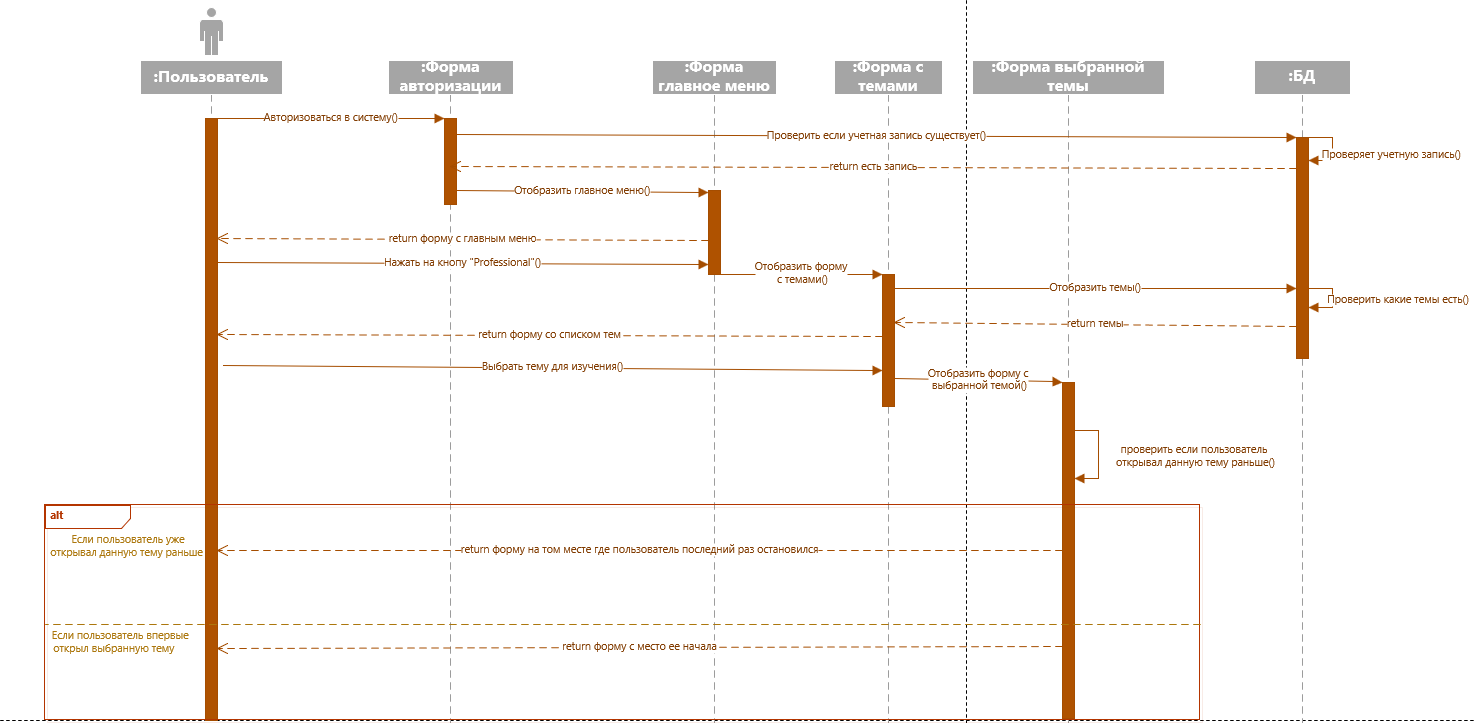 :Пользователь
:Форма
авторизации
:Форма
главное меню
:Форма с
темами
:Форма выбранной
темы
:БД
Авторизоваться в систему()
Проверить если учетная запись существует()
Проверяет учетную запись()
return есть запись
Отобразить главное меню()
return форму с главным меню
Нажать на кнопу "Professional"()
Отобразить форму
с темами()
Отобразить темы()
Проверить какие темы есть()
return темы
return форму со списком тем
Выбрать тему для изучения()
Отобразить форму с
выбранной темой()
проверить если пользователь
открывал данную тему раньше()
alt
Если пользователь уже
открывал данную тему раньше
return форму на том месте где пользователь последний раз остановился
Если пользователь впервые
открыл выбранную тему
return форму с место ее начала